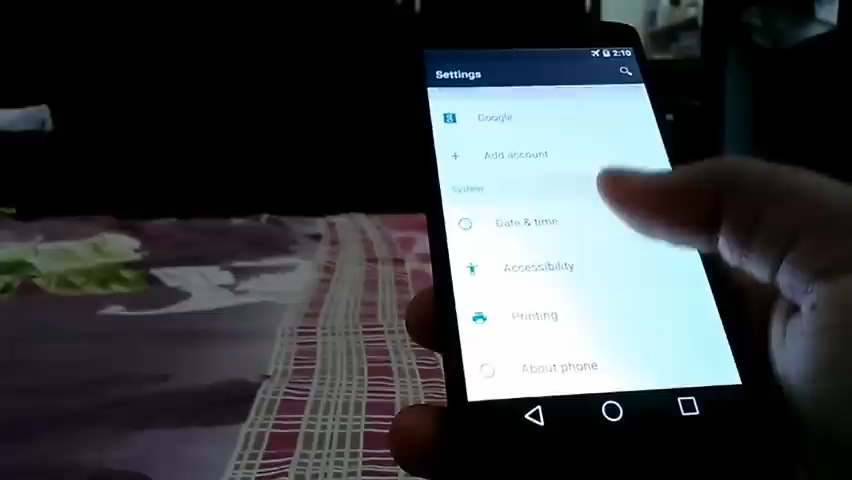 2:10
Settings
Google
Add account
System
Date & time
Accessibility
Printing
About phone